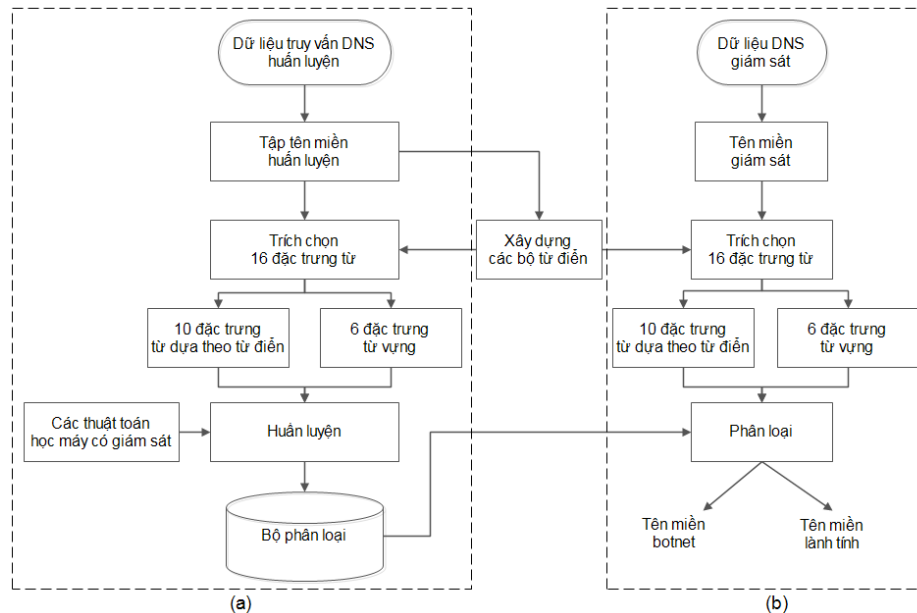 Dữ liệu truy vấn DNS
huấn luyện
Tập tên miền
huấn luyện
Trích chọn
16 đặc trưng từ
10 đặc trưng
từ dựa theo từ điển
6 đặc trưng
từ vựng
Các thuật toán
học máy có giám sát
Huấn luyện
Bộ phân loại
(a)
Xây dựng
các bộ từ điển
Dữ liệu DNS
giám sát
Tên miền
giám sát
Trích chọn
16 đặc trưng từ
10 đặc trưng
từ dựa theo từ điển
6 đặc trưng
từ vựng
Phân loại
Tên miền
botnet
Tên miền
lành tính
(b)